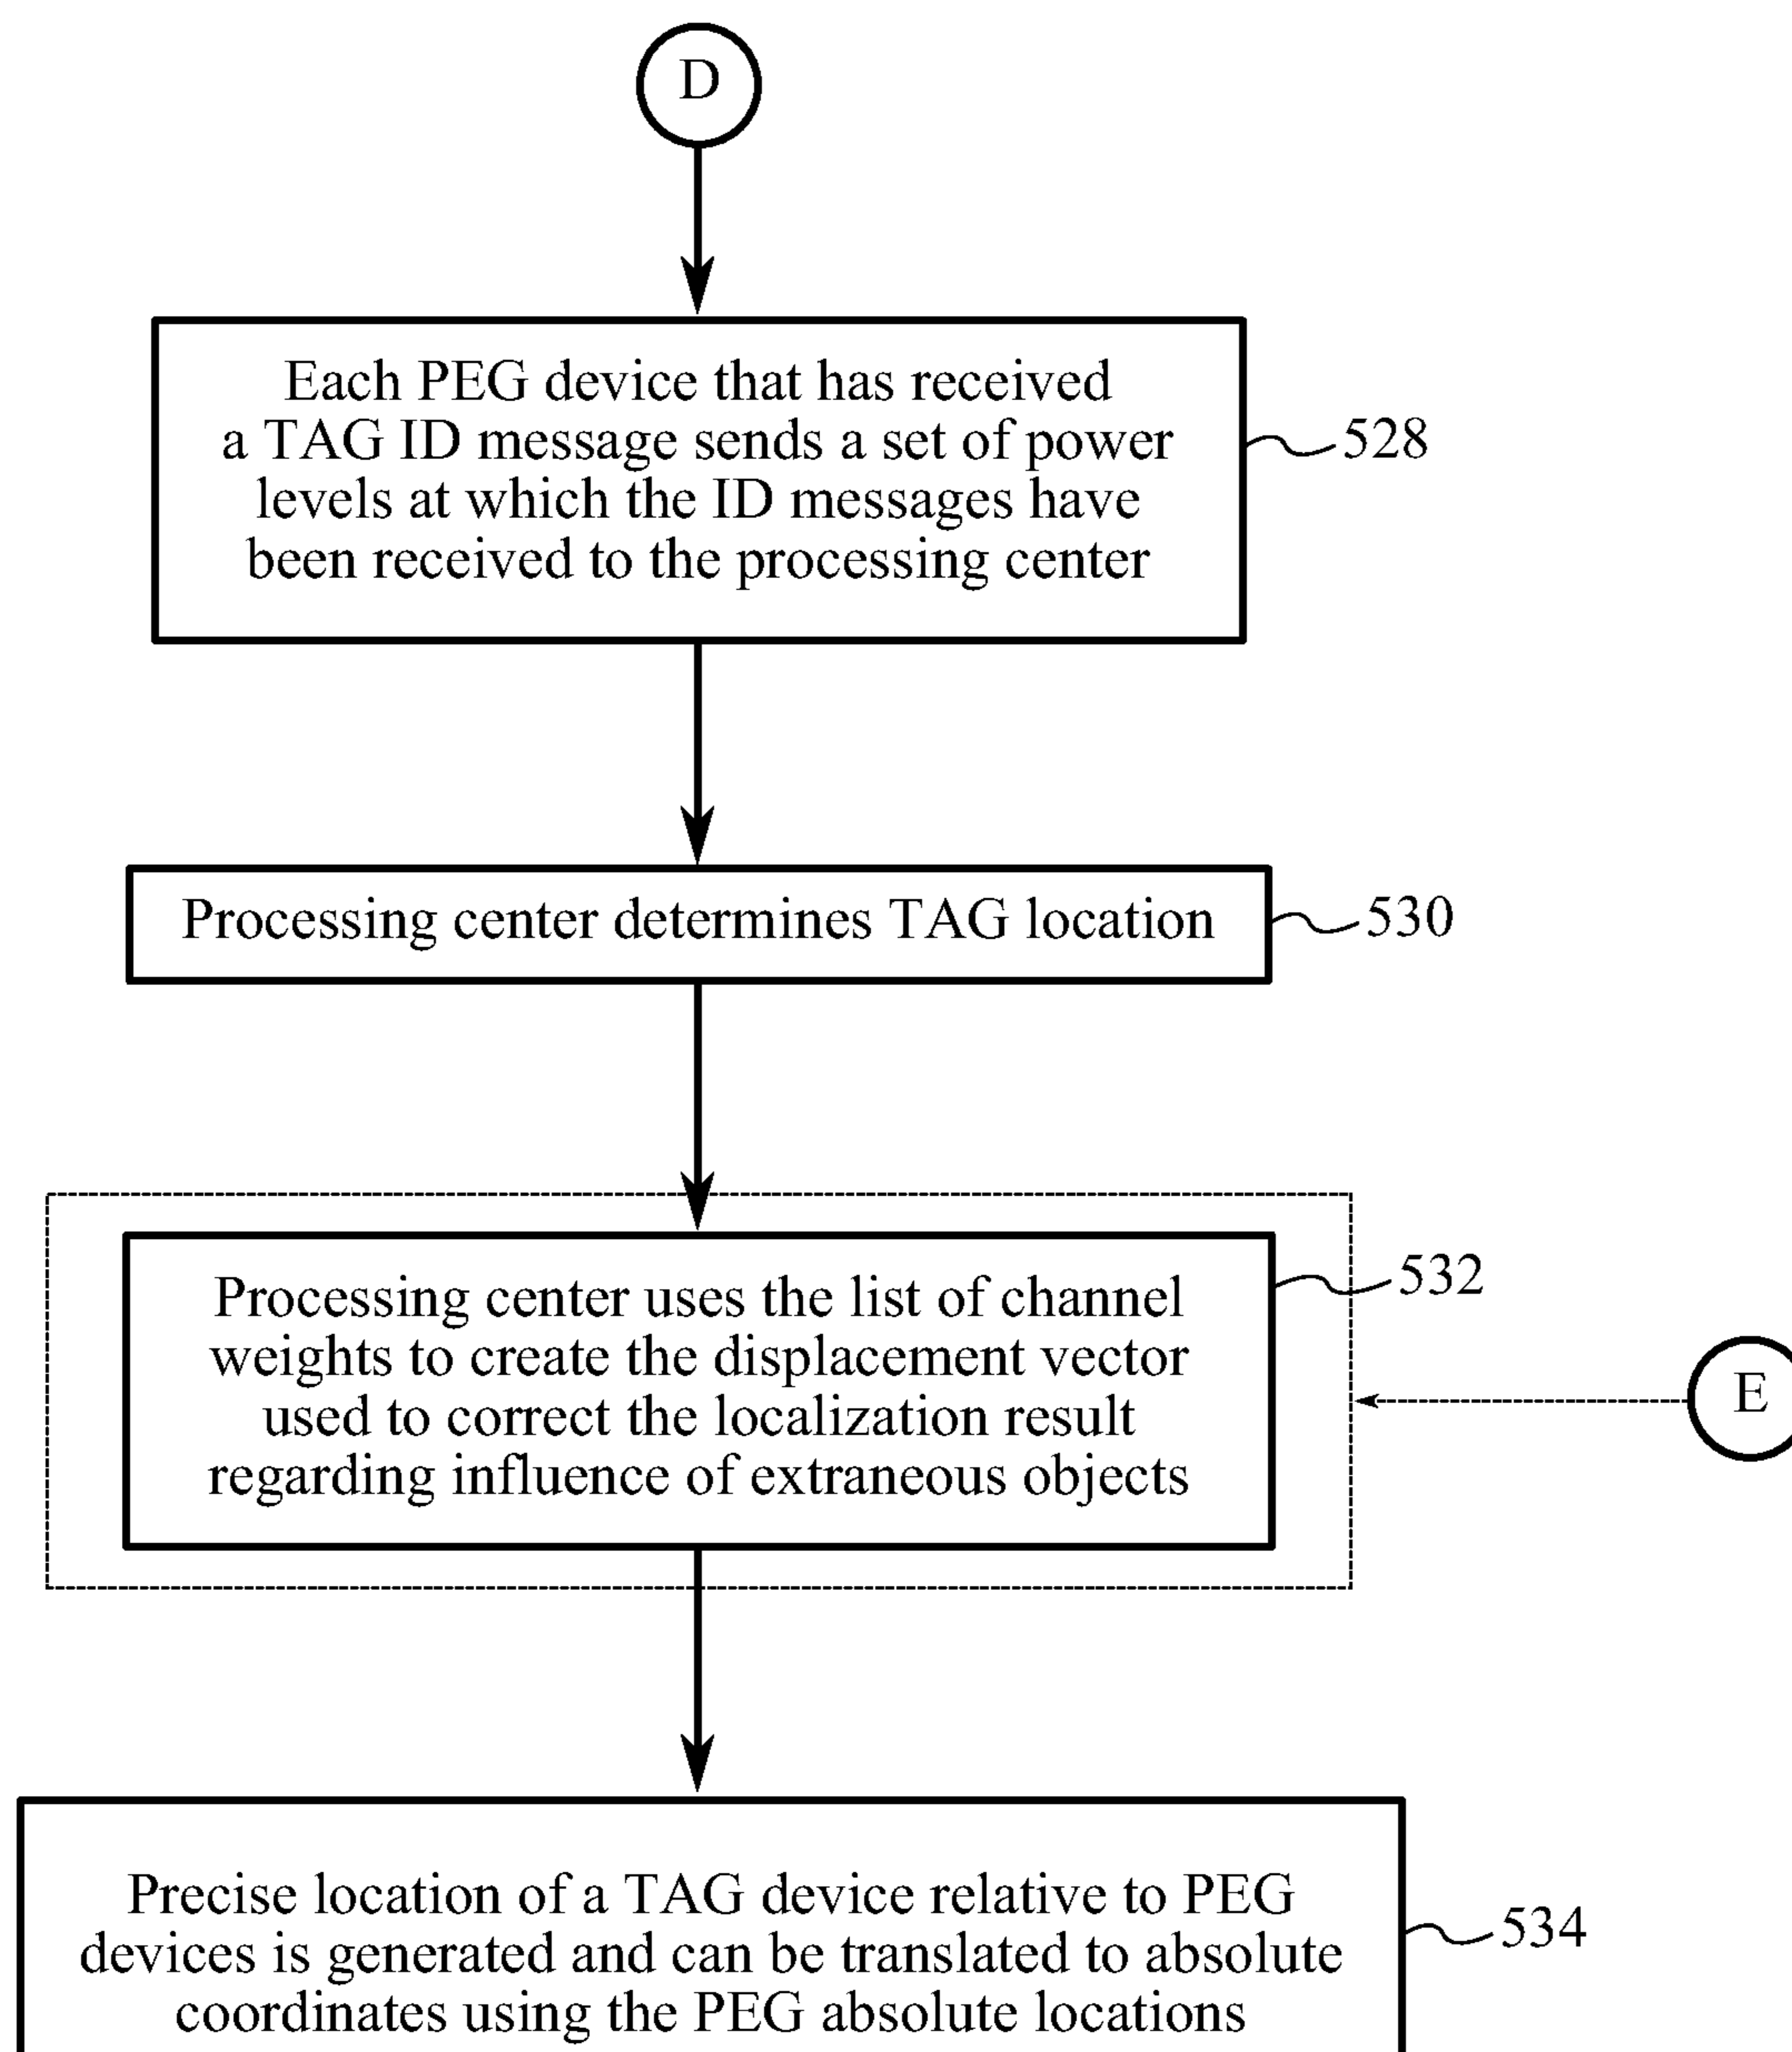 D
Each PEG device that has received
a TAG ID message sends a set of power
levels at which the ID messages have
been received to the processing center
528
Processing center determines TAG location
530
Processing center uses the list of channel
weights to create the displacement vector
used to correct the localization result
regarding influence of extraneous objects
532
E
Precise location of a TAG device relative to PEG
devices is generated and can be translated to absolute
coordinates using the PEG absolute locations
534